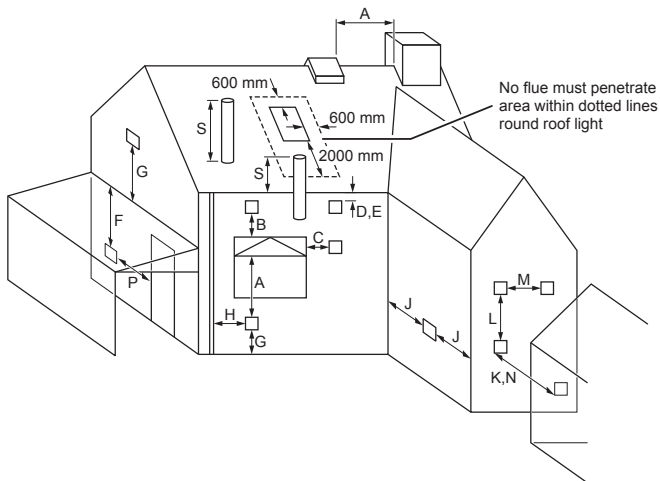 A
600 mm
No flue must penetrate
area within dotted lines
round roof light
600 mm
S
2000 mm
G
S
F
D,E
B
C
P
A
M
H
J
L
J
G
K,N